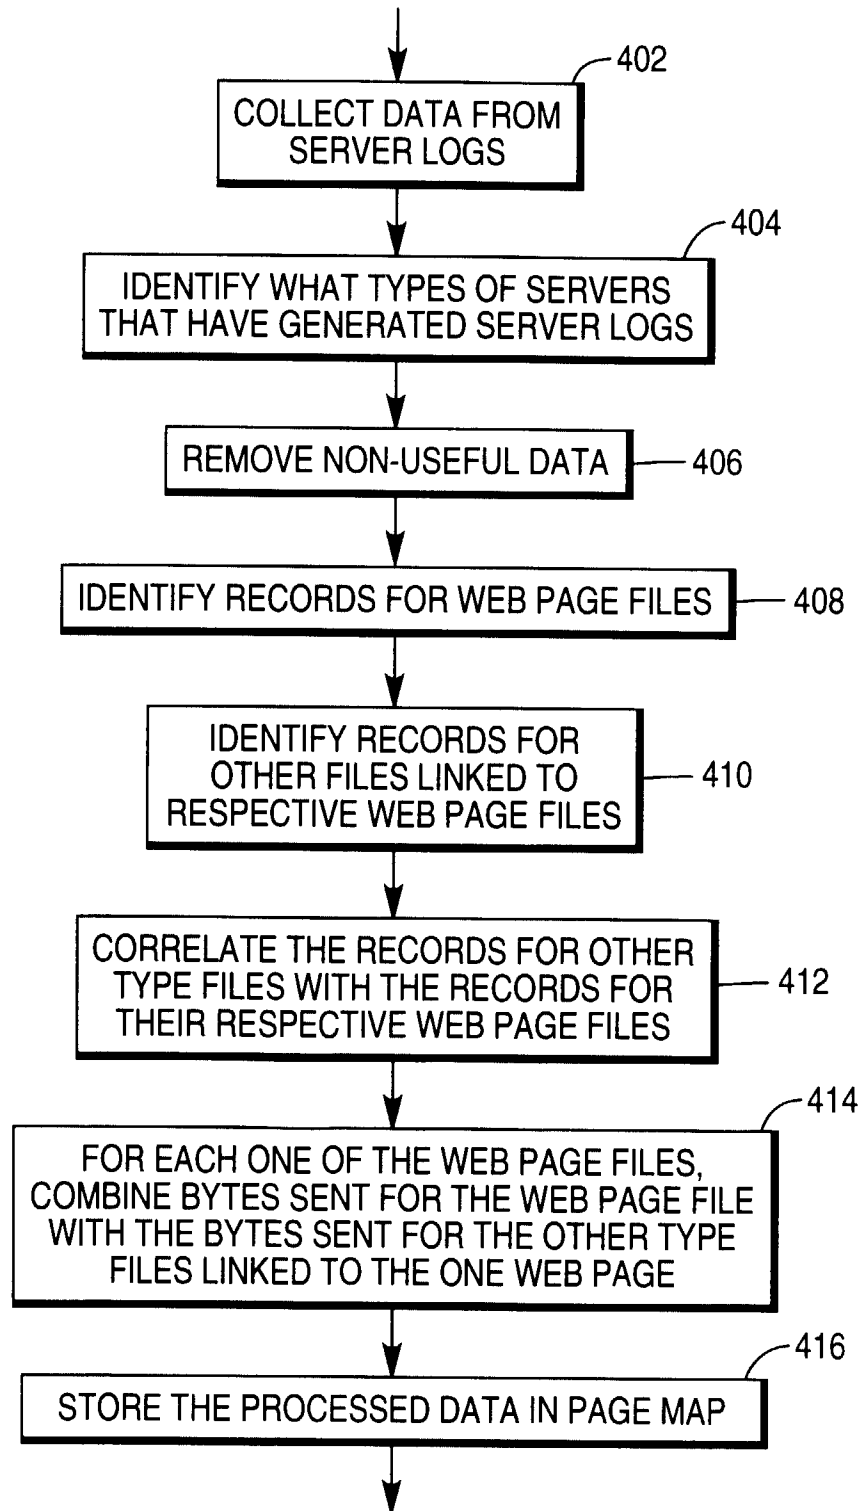 402
COLLECT DATA FROM
SERVER LOGS
404
IDENTIFY WHAT TYPES OF SERVERS
THAT HAVE GENERATED SERVER LOGS
REMOVE NON-USEFUL DATA
406
IDENTIFY RECORDS FOR WEB PAGE FILES
408
IDENTIFY RECORDS FOR
OTHER FILES LINKED TO
RESPECTIVE WEB PAGE FILES
410
CORRELATE THE RECORDS FOR OTHER
TYPE FILES WITH THE RECORDS FOR
THEIR RESPECTIVE WEB PAGE FILES
412
414
FOR EACH ONE OF THE WEB PAGE FILES,
COMBINE BYTES SENT FOR THE WEB PAGE FILE
WITH THE BYTES SENT FOR THE OTHER TYPE
FILES LINKED TO THE ONE WEB PAGE
416
STORE THE PROCESSED DATA IN PAGE MAP